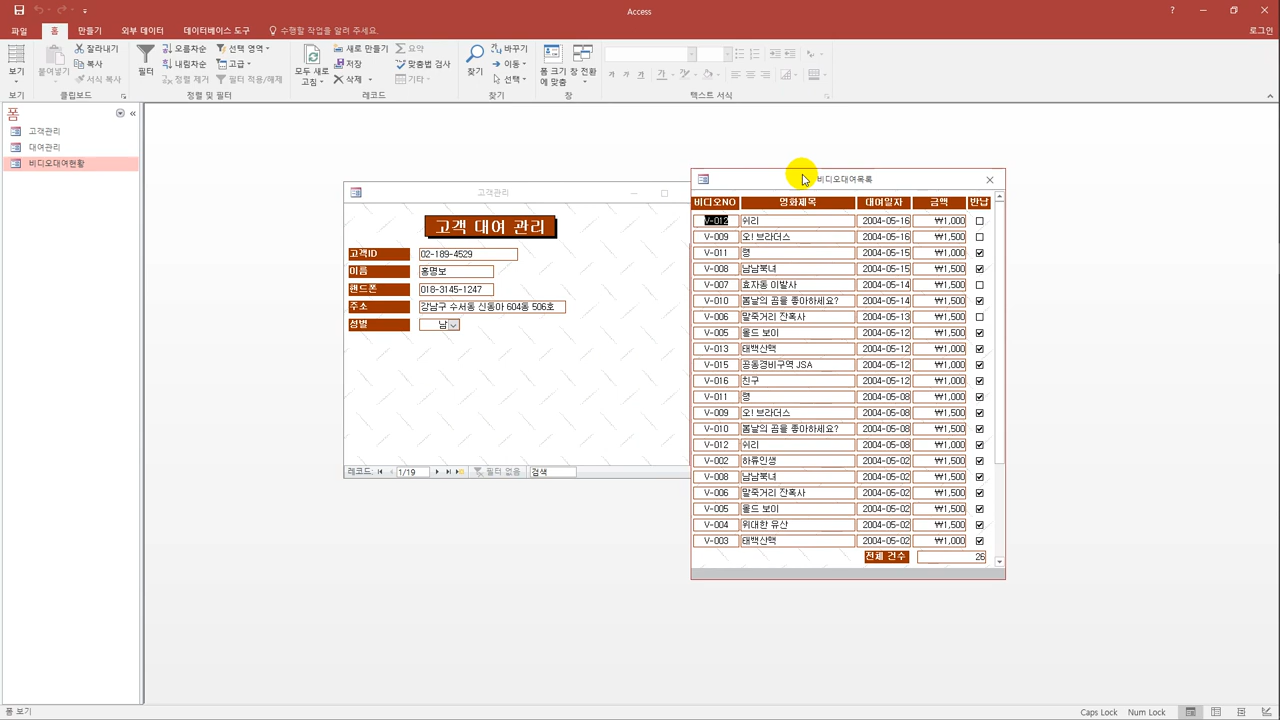 Access
?
로그인
파일
홈
만들기
외부 데이터
데이터베이스 도구
수행할 작업을 알려 주세요.
보기
붙여넣기
잘라내기
복사
서식 복사
필터
오름차순
내림차순
정렬 제거
선택 영역
고급
필터 적용/해제
모두 새로 고침
새로 만들기
저장
삭제
요약
맞춤법 검사
기타
찾기
바꾸기
이동
선택
폼 크기에 맞춤
창 전환
가 가 가 가
보기
클립보드
정렬 및 필터
레코드
찾기
창
텍스트 서식
폼
고객관리
대여관리
비디오대여현황
고객관리
고객 대여 관리
고객ID 02-189-4529
이름 홍명보
핸드폰 018-3145-1247
주소 강남구 수서동 신동아 604동 506호
성별 남
레코드: 1/19 필터 없음 검색
비디오대여목록
비디오NO 영화제목 대여일자 금액 반납
V-012 쉬리 2004-05-16 ₩1,000
V-009 오! 브라더스 2004-05-16 ₩1,500
V-011 령 2004-05-15 ₩1,000
V-008 남남북녀 2004-05-15 ₩1,500
V-007 효자동 이발사 2004-05-14 ₩1,500
V-010 봄날의 곰을 좋아하세요? 2004-05-14 ₩1,500
V-006 말죽거리 잔혹사 2004-05-13 ₩1,500
V-005 올드 보이 2004-05-12 ₩1,500
V-013 태백산맥 2004-05-12 ₩1,000
V-015 공동경비구역 JSA 2004-05-12 ₩1,000
V-016 친구 2004-05-12 ₩1,000
V-011 령 2004-05-08 ₩1,000
V-009 오! 브라더스 2004-05-08 ₩1,500
V-010 봄날의 곰을 좋아하세요? 2004-05-08 ₩1,500
V-012 쉬리 2004-05-08 ₩1,000
V-002 하류인생 2004-05-02 ₩1,500
V-008 남남북녀 2004-05-02 ₩1,500
V-006 말죽거리 잔혹사 2004-05-02 ₩1,500
V-005 올드 보이 2004-05-02 ₩1,500
V-004 위대한 유산 2004-05-02 ₩1,500
V-003 태백산맥 2004-05-02 ₩1,000
전체 건수 26
폼 보기
Caps Lock Num Lock